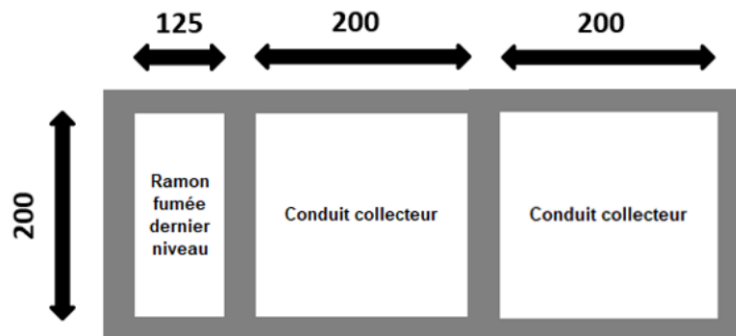 125
200
200
200
Ramon
fumée
dernier
niveau
Conduit collecteur
Conduit collecteur